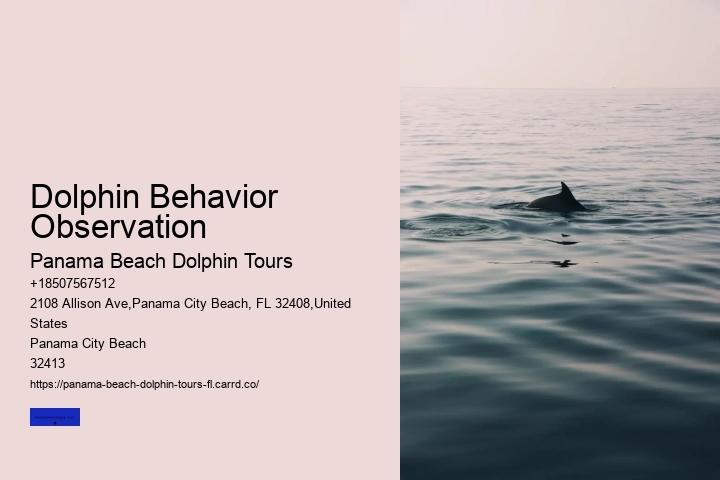 Dolphin Behavior
Observation
Panama Beach Dolphin Tours
+18507567512
2108 Allison Ave,Panama City Beach, FL 32408,United
States
Panama City Beach
32413
https://panama-beach-dolphin-tours-fl.carrd.co/